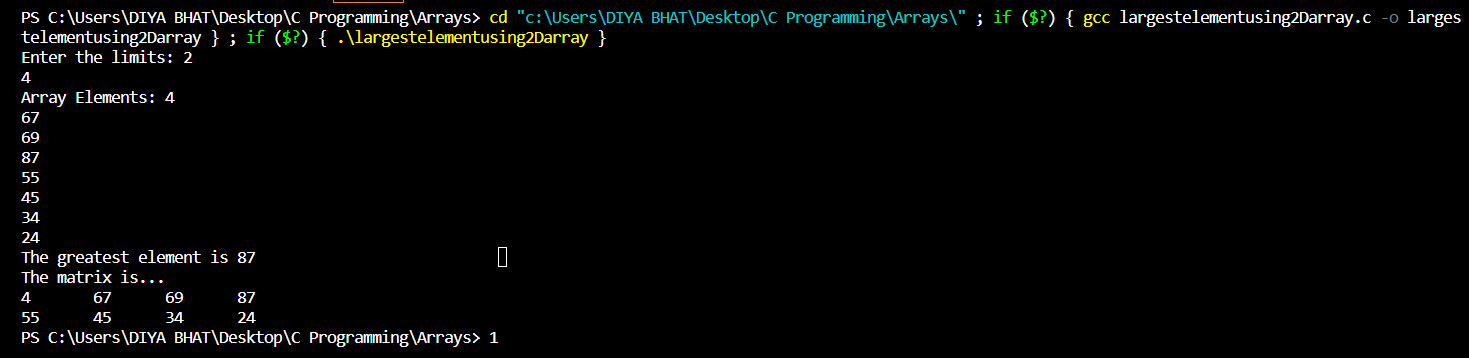 PS C:\Users\DIYA BHAT\Desktop\C Programming\Arrays> cd "c:\Users\DIYA BHAT\Desktop\C Programming\Arrays\" ; if ($?) { gcc largestelementusing2Darray.c -o larges
telementusing2Darray } ; if ($?) { .\largestelementusing2Darray }
Enter the limits: 2
4
Array Elements: 4
67
69
87
55
45
34
24
The greatest element is 87
The matrix is...
4 67 69 87
55 45 34 24
PS C:\Users\DIYA BHAT\Desktop\C Programming\Arrays> 1